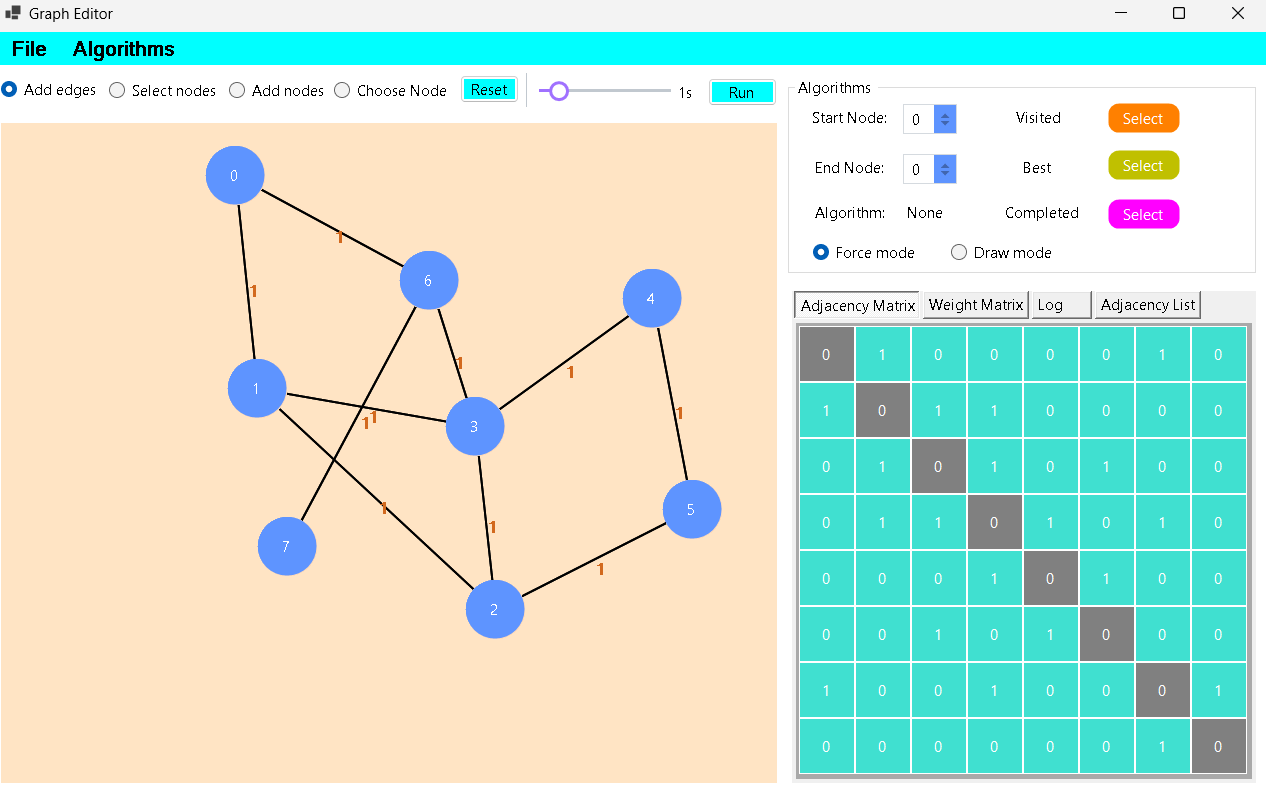 Graph Editor
File Algorithms
Add edges Select nodes Add nodes Choose Node Reset 1s Run
Algorithms
Start Node: 0 Visited Select
End Node: 0 Best Select
Algorithm: None Completed Select
Force mode Draw mode
0
1
6
1
4
1
1
1
3
1
1
1
1
5
1
1
7
1
2
Adjacency Matrix Weight Matrix Log Adjacency List
0 1 0 0 0 0 1 0
1 0 1 1 0 0 0 0
0 1 0 1 0 1 0 0
0 1 1 0 1 0 1 0
0 0 0 1 0 1 0 0
0 0 1 0 1 0 0 0
1 0 0 1 0 0 0 1
0 0 0 0 0 0 1 0